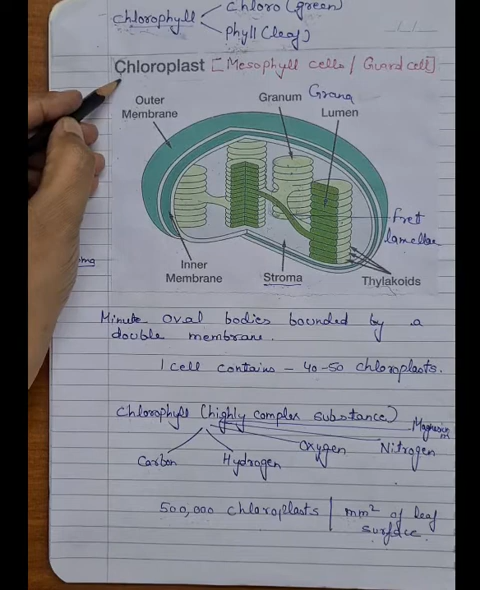 chlorophyll chloro (green)
phyll (leaf)
Chloroplast [Mesophyll cells / Guard cell]
Outer
Membrane
Granum Grana
Lumen
Fret
lamellae
Inner
Membrane
Stroma
Thylakoids
Minute oval bodies bounded by a
double membrane.
1 cell contains - 40-50 chloroplasts.
Chlorophyll (highly complex substance)
Magnesium
Carbon Hydrogen Oxygen Nitrogen
500,000 chloroplasts | mm² of leaf
surface.